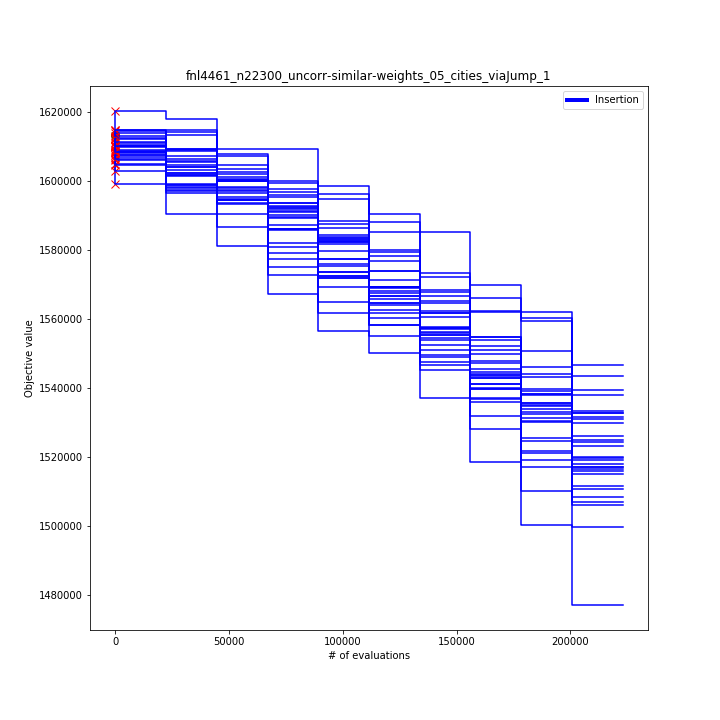 fnl4461_n22300_uncorr-similar-weights_05_cities_viaJump_1
Insertion
Objective value
1620000
1600000
1580000
1560000
1540000
1520000
1500000
1480000
0 50000 100000 150000 200000
# of evaluations